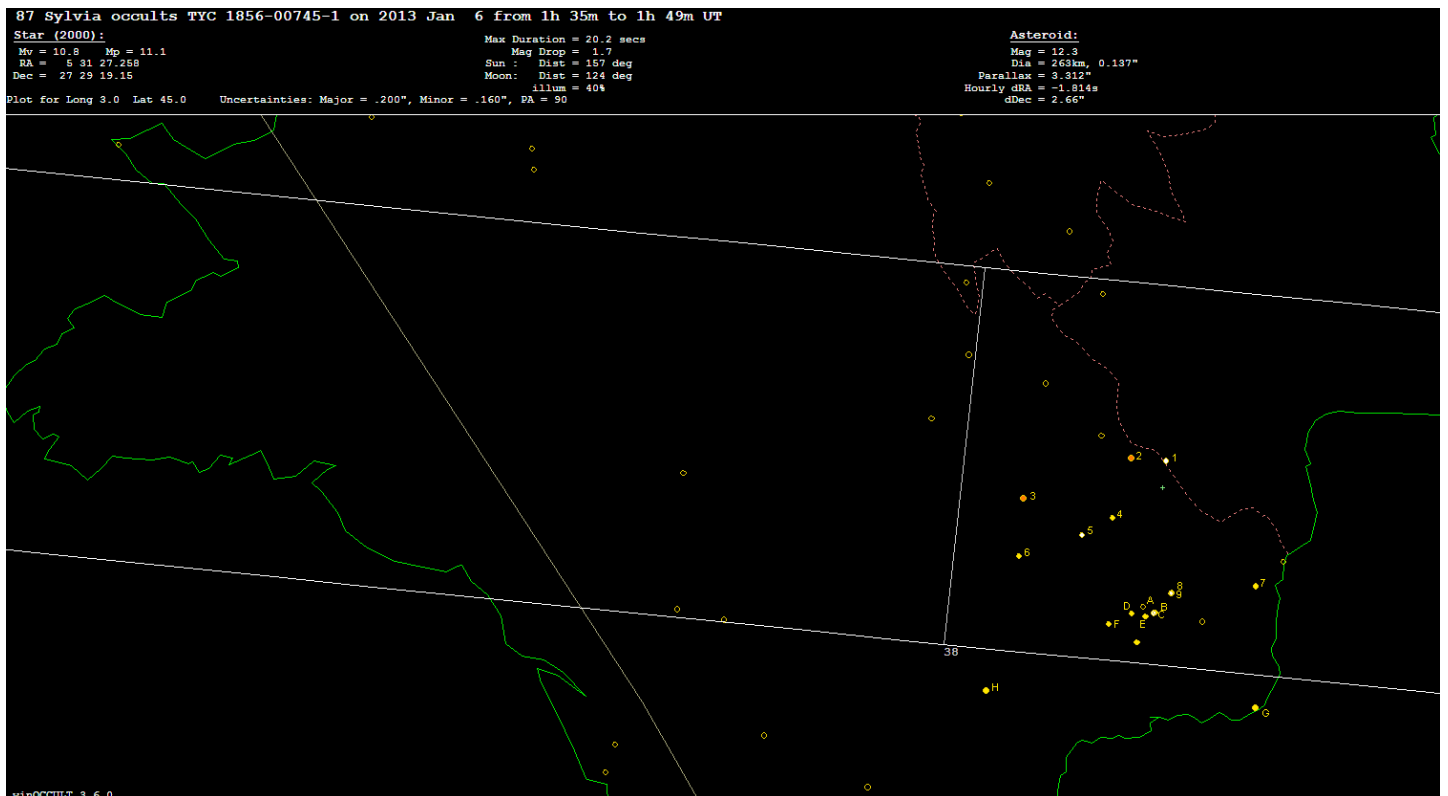 87 Sylvia occults TYC 1856-00745-1 on 2013 Jan  6 from 1h 35m to 1h 49m UT
Star (2000):
Mv = 10.8   Mp = 11.1
RA =   5 31 27.258
Dec =  27 29 19.15
Max Duration = 20.2 secs
Mag Drop =  1.7
Sun :  Dist = 157 deg
Moon:  Dist = 124 deg
illum = 40%
Asteroid:
Mag = 12.3
Dia = 263km, 0.137"
Parallax = 3.312"
Hourly dRA = -1.814s
dDec = 2.66"
Plot for Long 3.0  Lat 45.0     Uncertainties: Major = .200", Minor = .160", PA = 90
2
1
3
4
5
6
7
8
9
A
B
C
D
E
F
38
H
G
winOCCULT 3.6.0